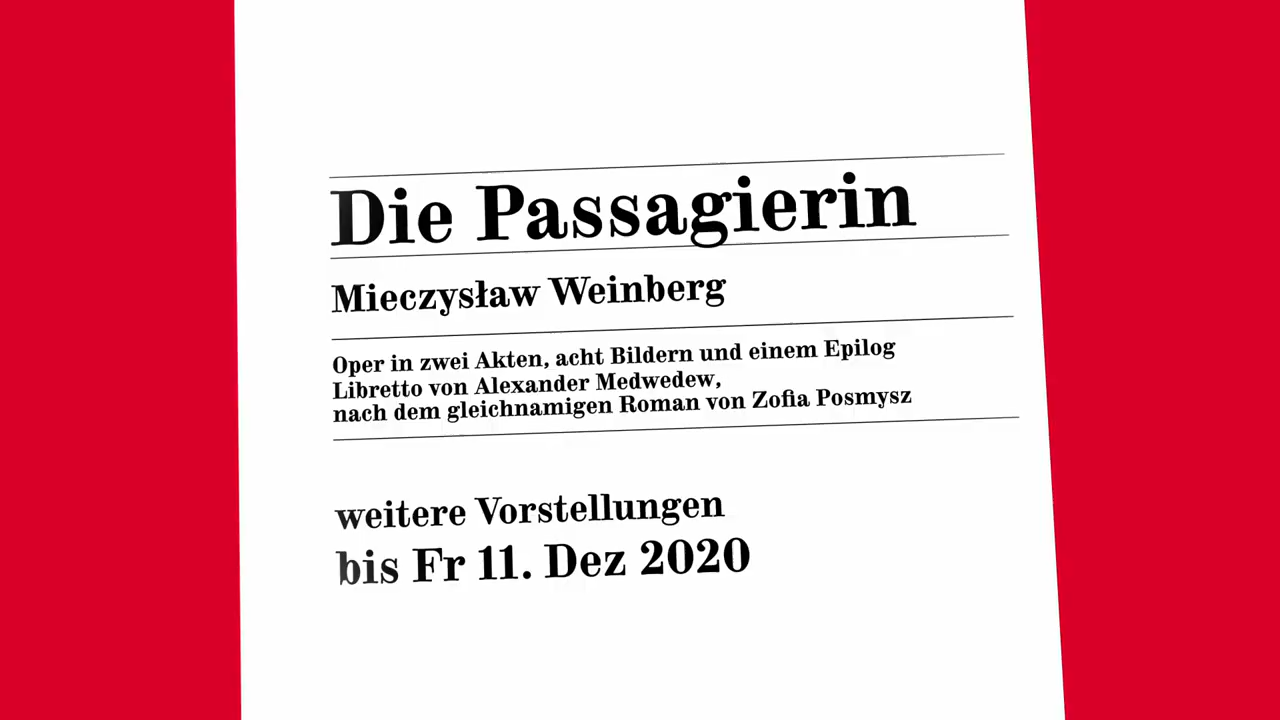 Die Passagierin
Mieczysław Weinberg
Oper in zwei Akten, acht Bildern und einem Epilog
Libretto von Alexander Medwedew,
nach dem gleichnamigen Roman von Zofia Posmysz
weitere Vorstellungen
bis Fr 11. Dez 2020